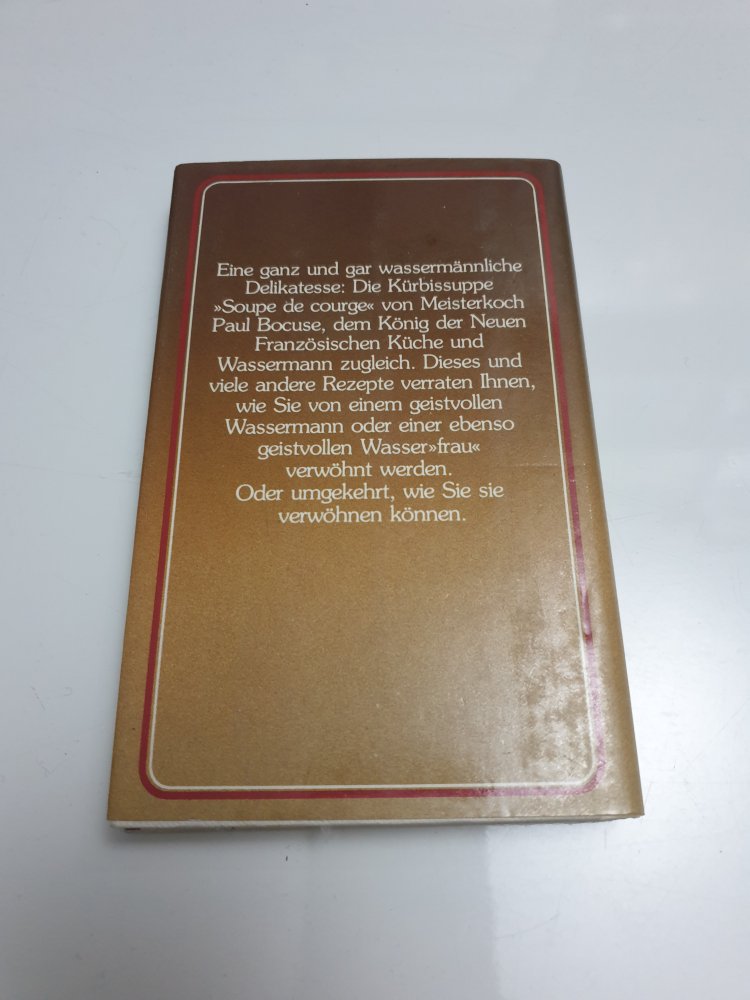 Eine ganz und gar wassermännliche
Delikatesse: Die Kürbissuppe
»Soupe de courge« von Meisterkoch
Paul Bocuse, dem König der Neuen
Französischen Küche und
Wassermann zugleich. Dieses und
viele andere Rezepte verraten Ihnen,
wie Sie von einem geistvollen
Wassermann oder einer ebenso
geistvollen Wasser»frau«
verwöhnt werden.
Oder umgekehrt, wie Sie sie
verwöhnen können.